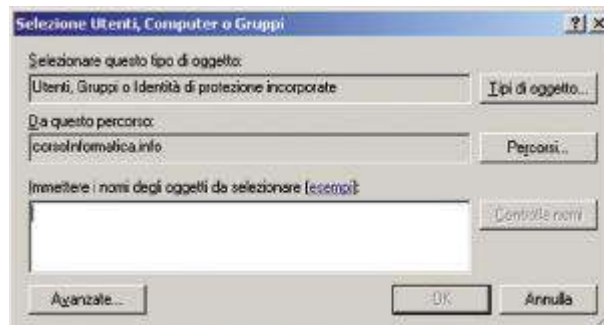 Selezione Utenti, Computer o Gruppi
Selezionare questo tipo di oggetto:
Utenti, Gruppi o Identità di protezione incorporate
Tipi di oggetto...
Da questo percorso:
corsoInformatica.info
Percorsi...
Immettere i nomi degli oggetti da selezionare (esempi):
Controlla nomi
Avanzate...
OK
Annulla